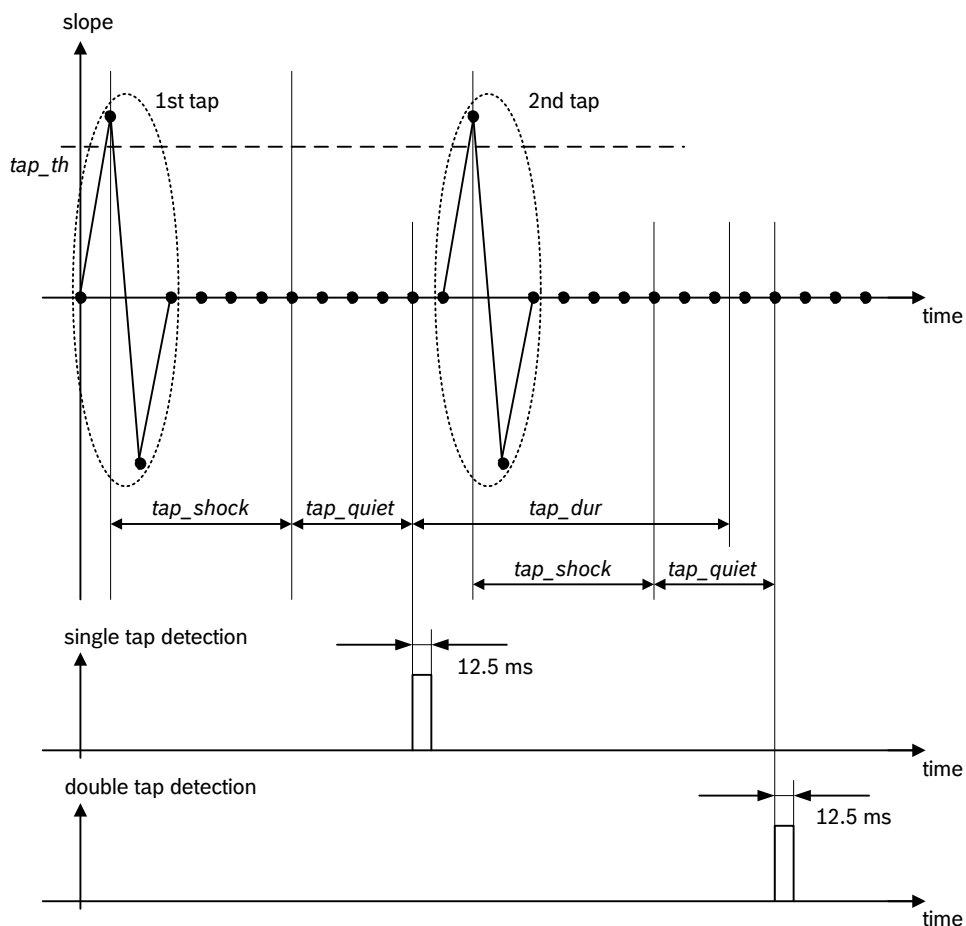 slope
1st tap
2nd tap
tap_th
time
tap_shock
tap_quiet
tap_dur
tap_shock
tap_quiet
single tap detection
12.5 ms
time
double tap detection
12.5 ms
time